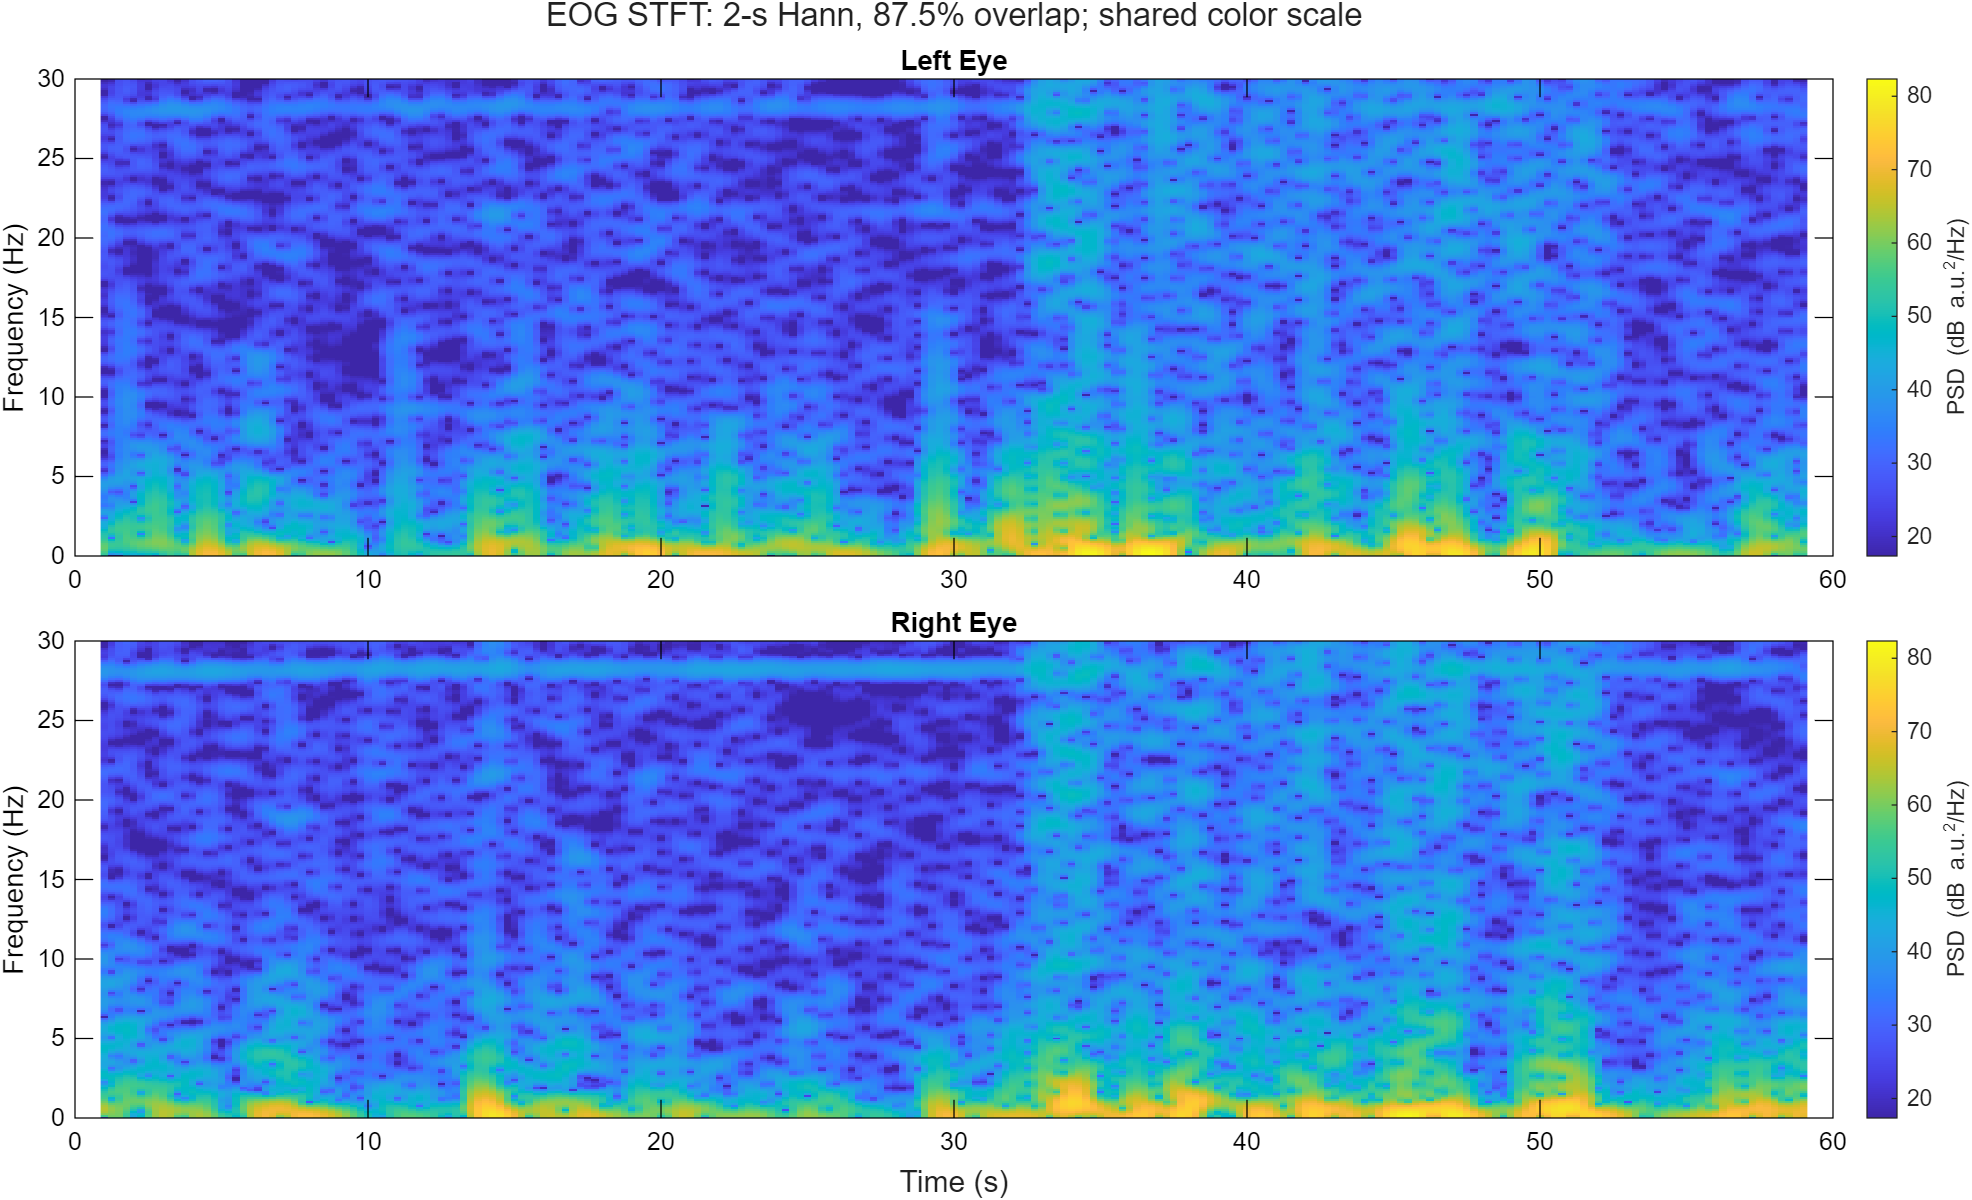 EOG STFT: 2-s Hann, 87.5% overlap; shared color scale
Left Eye
30
25
20
15
10
5
0
Frequency (Hz)
0 10 20 30 40 50 60
80
70
60
50
40
30
20
PSD (dB a.u.²/Hz)
Right Eye
30
25
20
15
10
5
0
Frequency (Hz)
0 10 20 30 40 50 60
Time (s)
80
70
60
50
40
30
20
PSD (dB a.u.²/Hz)